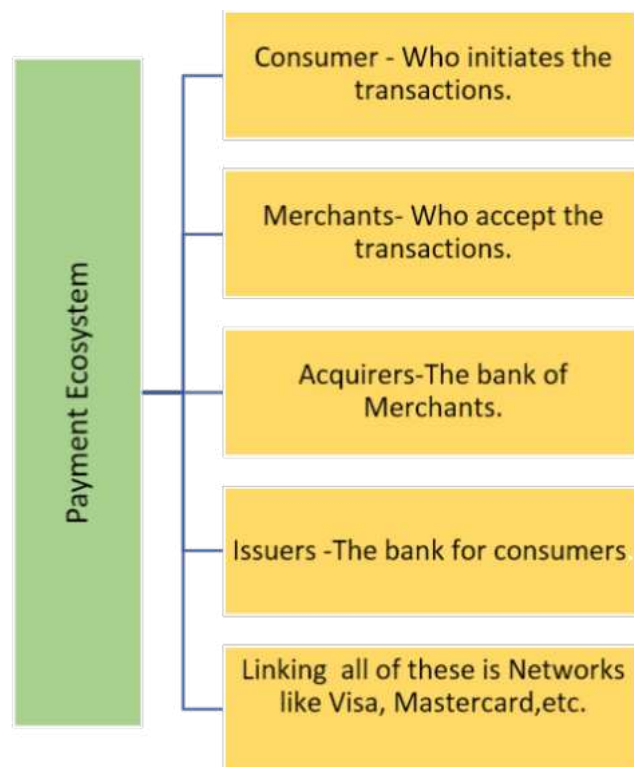 Payment Ecosystem
Consumer - Who initiates the
transactions.
Merchants- Who accept the
transactions.
Acquirers-The bank of
Merchants.
Issuers -The bank for consumers
Linking  all of these is Networks
like Visa, Mastercard,etc.